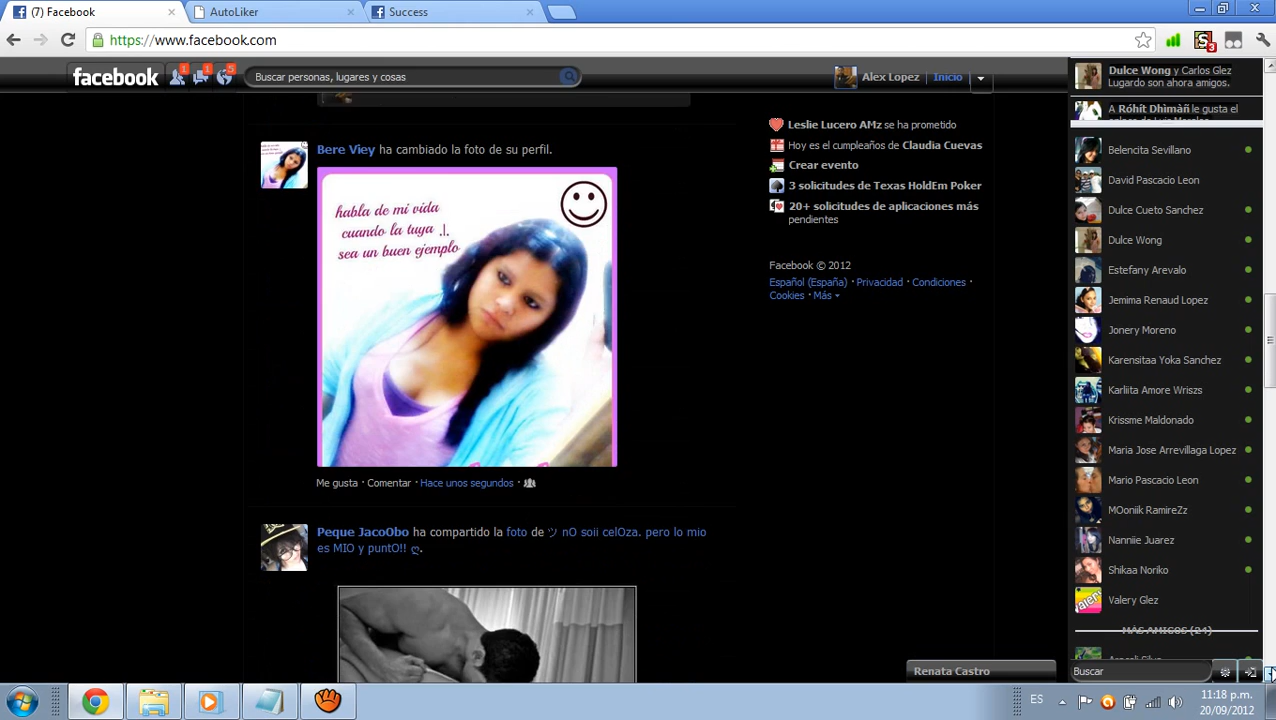 (7) Facebook
AutoLiker
Success
https://www.facebook.com
3
facebook
1
1
5
Buscar personas, lugares y cosas
Alex Lopez
Inicio
Bere Viey ha cambiado la foto de su perfil.
habla de mi vida
cuando la tuya .|.
sea un buen ejemplo
Me gusta · Comentar · Hace unos segundos ·
Peque JacoObo ha compartido la foto de ツ nO soii celOza. pero lo mio
es MIO y puntO!! ღ.
Leslie Lucero AMz se ha prometido
Hoy es el cumpleaños de Claudia Cuevas
Crear evento
3 solicitudes de Texas HoldEm Poker
20+ solicitudes de aplicaciones más
pendientes
Facebook © 2012
Español (España) · Privacidad · Condiciones ·
Cookies · Más
Dulce Wong y Carlos Glez
Lugardo son ahora amigos.
A Róhít Dhìmàñ le gusta el
Belencita Sevillano
David Pascacio Leon
Dulce Cueto Sanchez
Dulce Wong
Estefany Arevalo
Jemima Renaud Lopez
Jonery Moreno
Karensitaa Yoka Sanchez
Karliita Amore Wriszs
Krissme Maldonado
Maria Jose Arrevillaga Lopez
Mario Pascacio Leon
MOoniik RamireZz
Nanniie Juarez
Shikaa Noriko
Valery Glez
MÁS AMIGOS (24)
Renata Castro
Buscar
ES
11:18 p.m.
20/09/2012